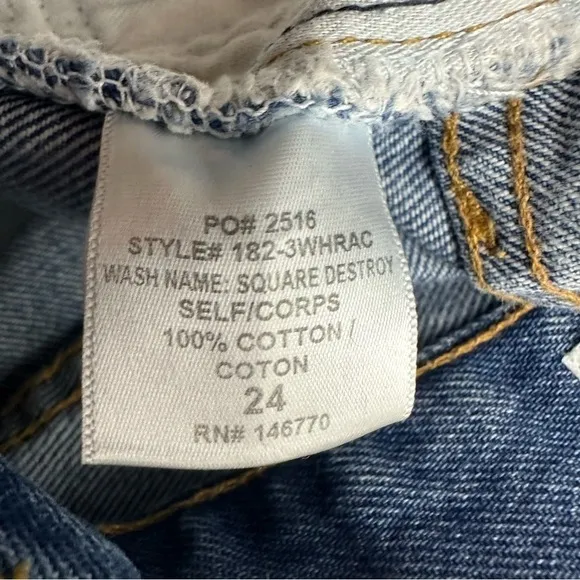 PO# 2516
STYLE# 182-3WHRAC
WASH NAME: SQUARE DESTROY
SELF/CORPS
100% COTTON /
COTON
24
RN# 146770